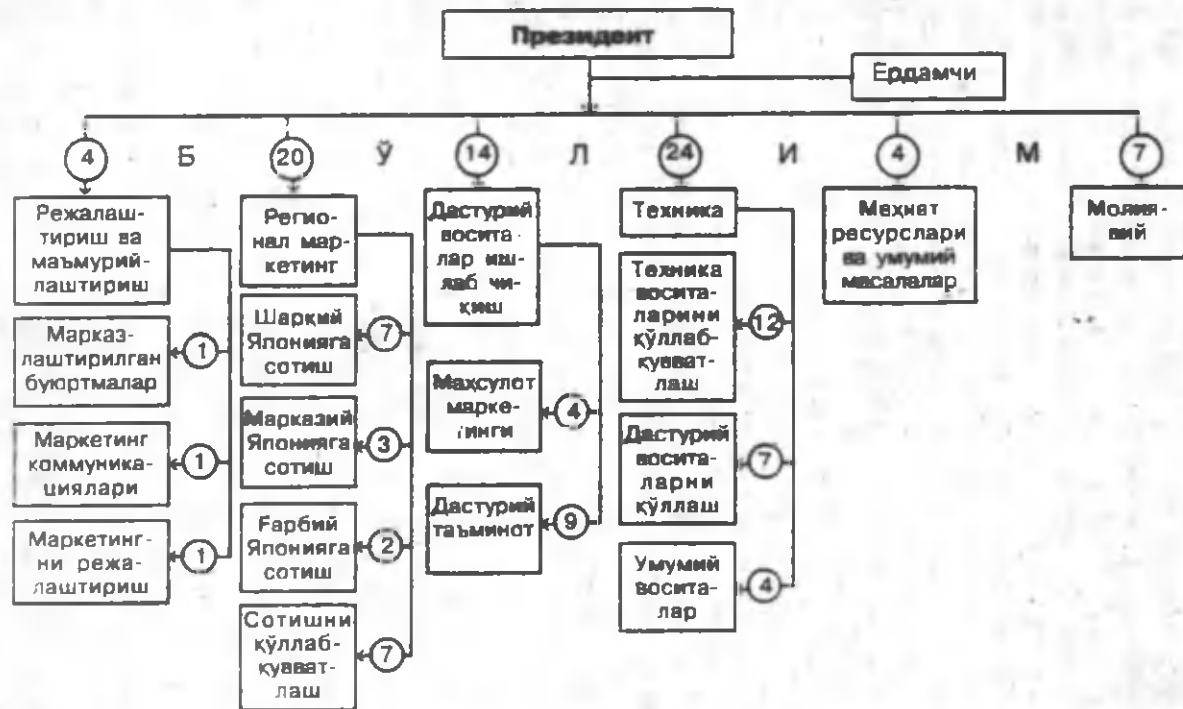 Президент
Ердамчи
4 Б 20 Ў 14 Л 24 И 4 М 7
Режалаш-
тириш ва
маъмурий-
лаштириш
Марказ-
лаштирилган
буюртмалар
1
Маркетинг
коммуника-
циялари
1
Маркетинг-
ни режа-
лаштириш
1
Регио-
нал мар-
кетинг
Шарқий
Японияга
сотиш
7
Марказий
Японияга
сотиш
3
Ғарбий
Японияга
сотиш
2
Сотишни
қўллаб-
қувват-
лаш
7
Дастурий
восита-
лар иш-
лаб чи-
қиш
Маҳсулот
марке-
тинги
4
Дастурий
таъминот
9
Техника
Техника
восита-
ларини
қўллаб-
қувват-
лаш
12
Дастурий
восита-
ларни
қўллаш
7
Умумий
восита-
лар
4
Меҳнат
ресурслари
ва умумий
масалалар
Молия-
вий